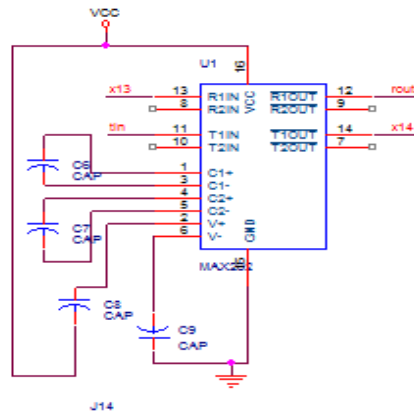 VCC
U1
x13 13 R1IN VCC 16 R1OUT 12 rout
8 R2IN R2OUT 9
tin 11 T1IN T1OUT 14 x14
10 T2IN T2OUT 7
C6 CAP 1 C1+
3 C1-
C7 CAP 4 C2+
5 C2-
2 V+
6 V- GND
C8 CAP
C9 CAP
J14